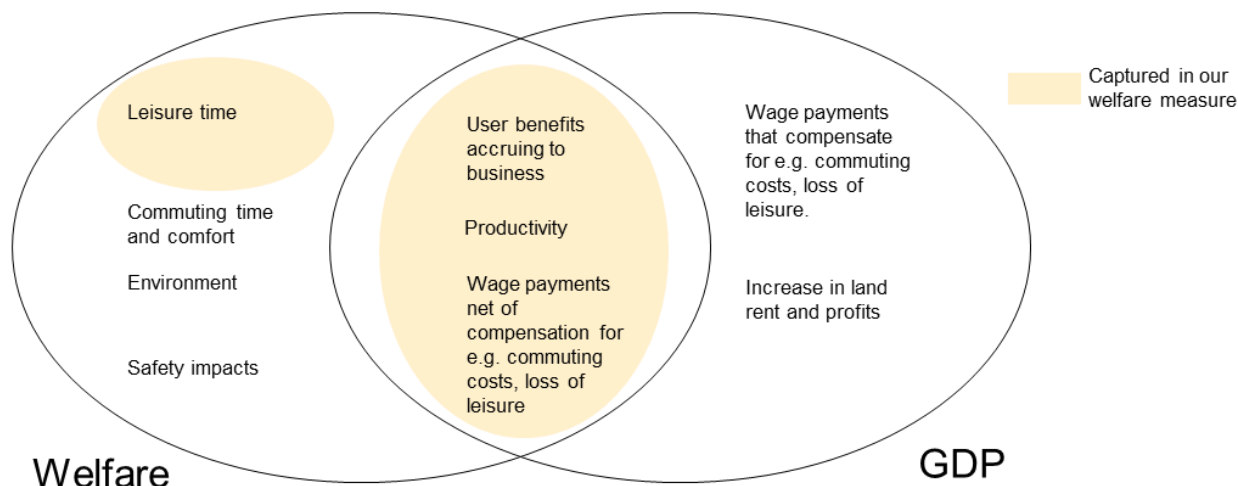 Leisure time
Commuting time
and comfort
Environment
Safety impacts
Welfare
User benefits
accruing to
business
Productivity
Wage payments
net of
compensation for
e.g. commuting
costs, loss of
leisure
Wage payments
that compensate
for e.g. commuting
costs, loss of
leisure.
Increase in land
rent and profits
GDP
Captured in our
welfare measure